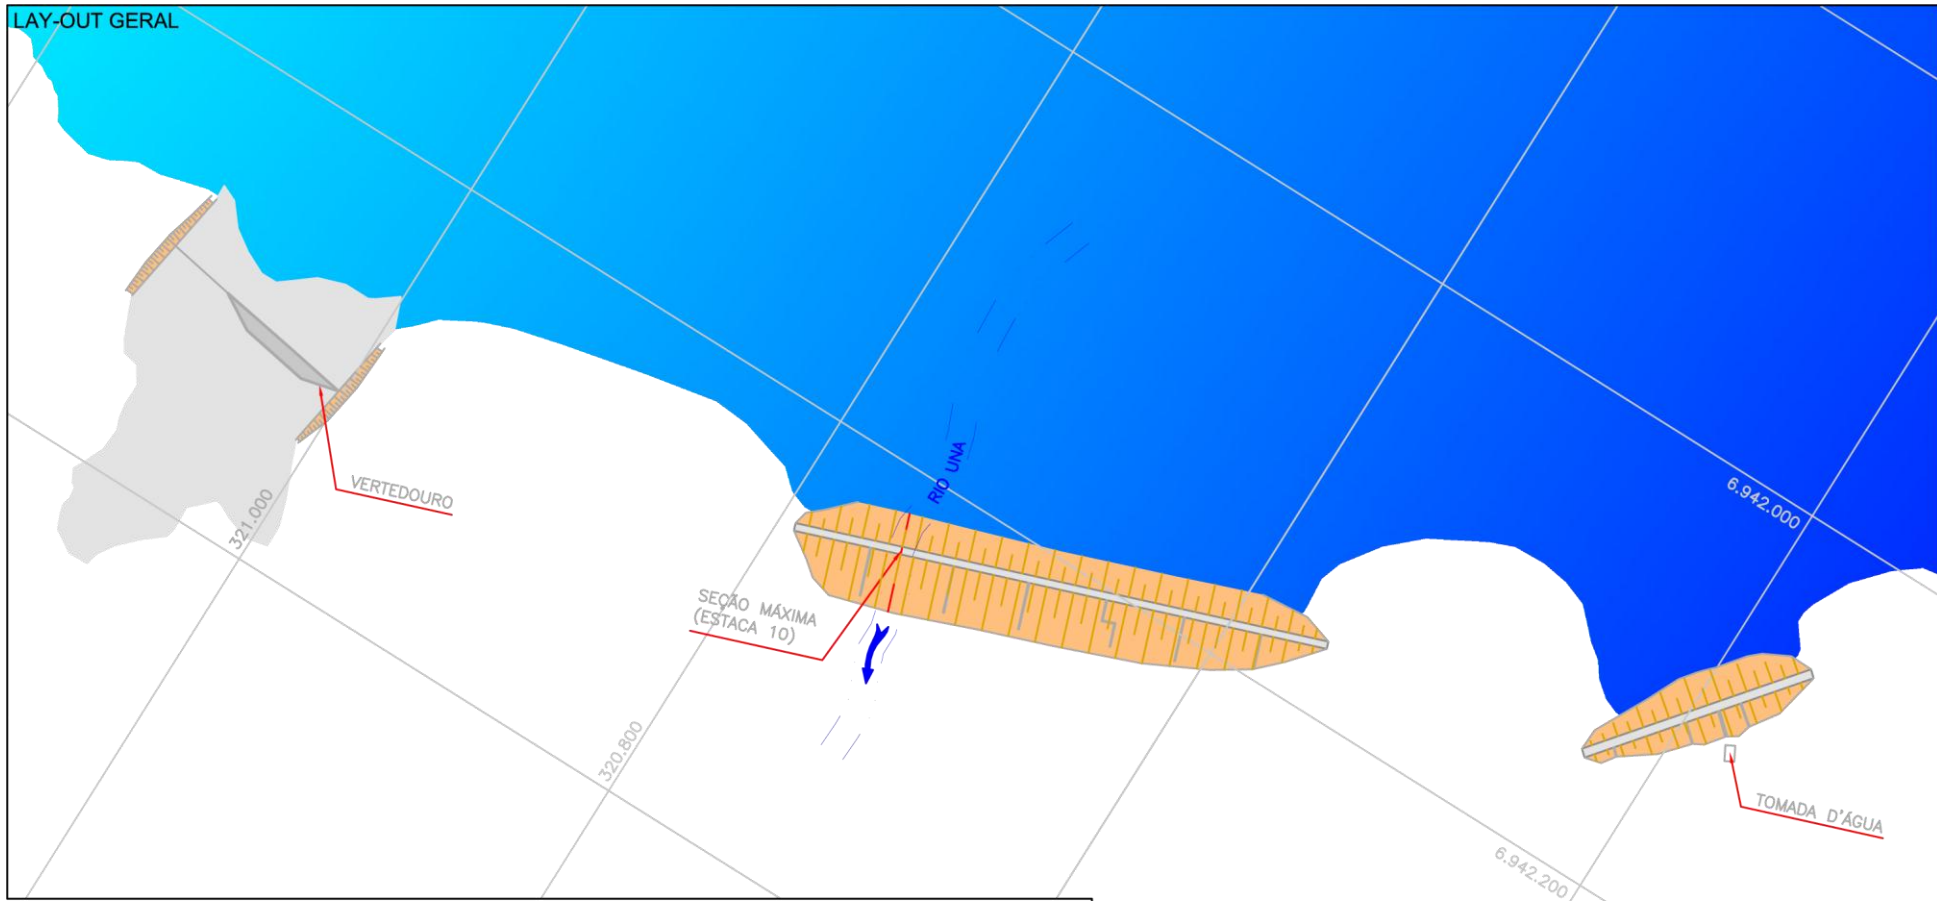 LAY-OUT GERAL
VERTEDOURO
321.000
RIO UNA
SEÇÃO MÁXIMA
(ESTACA 10)
320.800
6.942.000
TOMADA D'ÁGUA
6.942.200